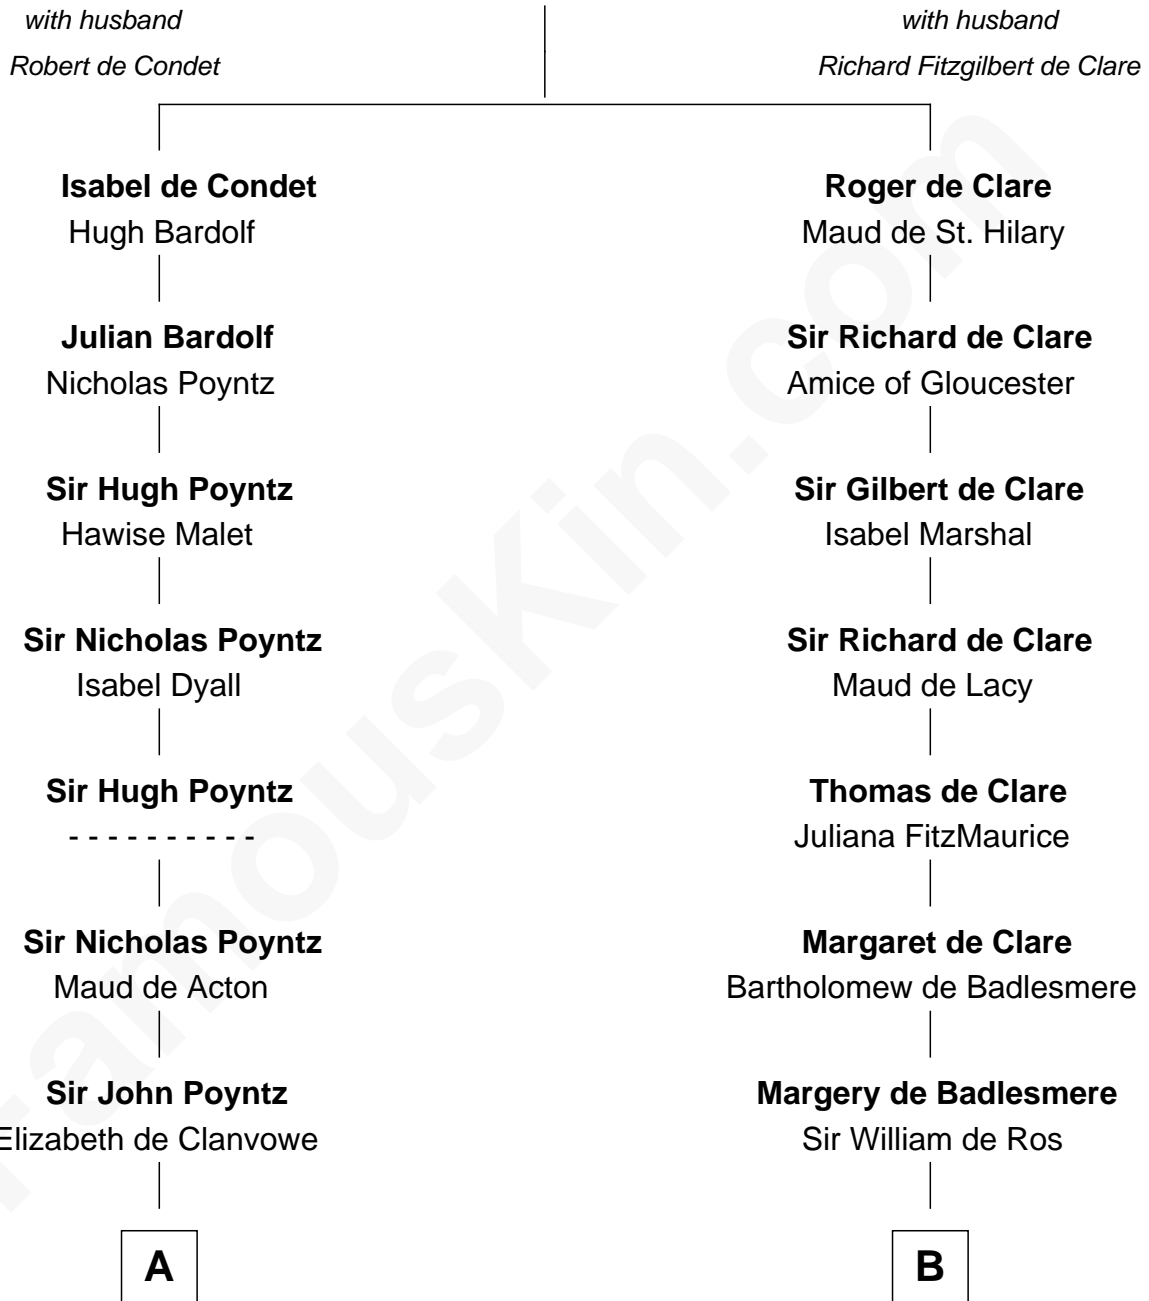 with husband
Robert de Condet
with husband
Richard Fitzgilbert de Clare
Isabel de Condet
Hugh Bardolf
Roger de Clare
Maud de St. Hilary
Julian Bardolf
Nicholas Poyntz
Sir Richard de Clare
Amice of Gloucester
Sir Hugh Poyntz
Hawise Malet
Sir Gilbert de Clare
Isabel Marshal
Sir Nicholas Poyntz
Isabel Dyall
Sir Richard de Clare
Maud de Lacy
Sir Hugh Poyntz
- - - - - - - - - -
Thomas de Clare
Juliana FitzMaurice
Sir Nicholas Poyntz
Maud de Acton
Margaret de Clare
Bartholomew de Badlesmere
Sir John Poyntz
Elizabeth de Clanvowe
Margery de Badlesmere
Sir William de Ros
A
B
FamousKin.com